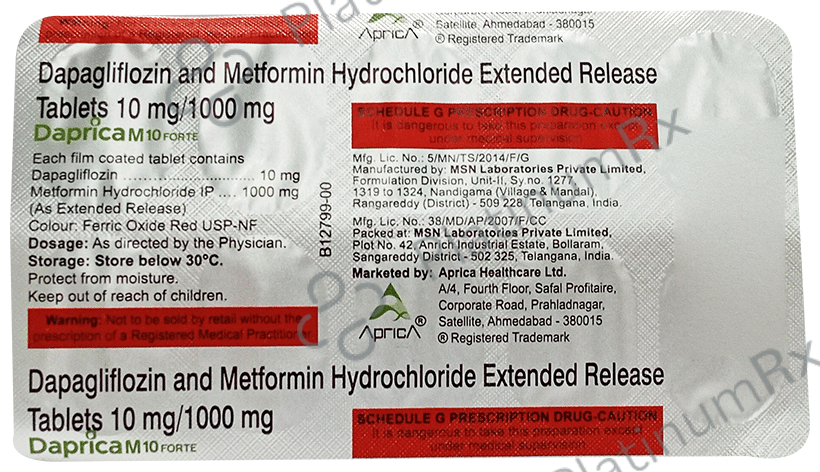 Satellite, Ahmedabad - 380015
APRICA®
® Registered Trademark
Dapagliflozin and Metformin Hydrochloride Extended Release
Tablets 10 mg/1000 mg
Daprica M 10 FORTE
Each film coated tablet contains
Dapagliflozin ................................ 10 mg
Metformin Hydrochloride IP .... 1000 mg
(As Extended Release)
Colour: Ferric Oxide Red USP-NF
Dosage: As directed by the Physician.
Storage: Store below 30°C.
Protect from moisture.
Keep out of reach of children.
Warning: Not to be sold by retail without the
prescription of a Registered Medical Practitioner
B12799-00
SCHEDULE G PRESCRIPTION DRUG-CAUTION
It is dangerous to take this preparation except
under medical supervision
Mfg. Lic. No.: 5/MN/TS/2014/F/G
Manufactured by: MSN Laboratories Private Limited,
Formulation Division, Unit-II, Sy.no. 1277,
1319 to 1324, Nandigama (Village & Mandal),
Rangareddy (District) - 509 228, Telangana, India.
Mfg. Lic. No.: 38/MD/AP/2007/F/CC
Packed at: MSN Laboratories Private Limited,
Plot No. 42, Anrich Industrial Estate, Bollaram,
Sangareddy District - 502 325, Telangana, India.
Marketed by: Aprica Healthcare Ltd.
A/4, Fourth Floor, Safal Profitaire,
Corporate Road, Prahladnagar,
Satellite, Ahmedabad - 380015
® Registered Trademark
APRICA®
Dapagliflozin and Metformin Hydrochloride Extended Release
Tablets 10 mg/1000 mg
Daprica M 10 FORTE
SCHEDULE G PRESCRIPTION DRUG-CAUTION
It is dangerous to take this preparation except
under medical supervision
PlatinumRx
PlatinumRx
PlatinumRx